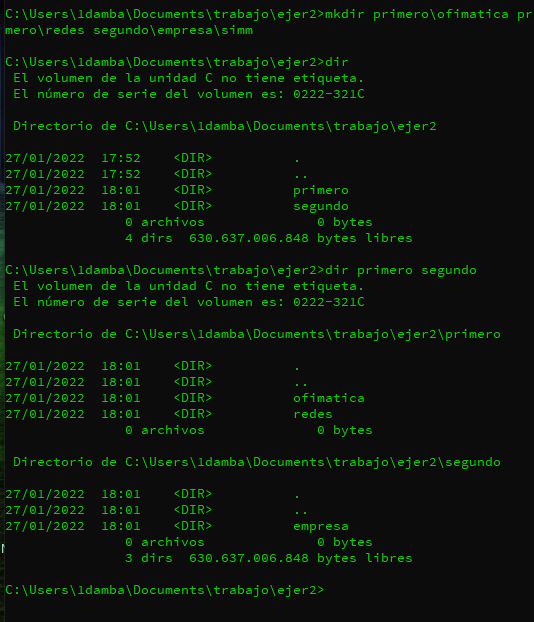 C:\Users\1damba\Documents\trabajo\ejer2>mkdir primero\ofimatica pri
mero\redes segundo\empresa\simm
C:\Users\1damba\Documents\trabajo\ejer2>dir
El volumen de la unidad C no tiene etiqueta.
El número de serie del volumen es: 0222-321C
Directorio de C:\Users\1damba\Documents\trabajo\ejer2
27/01/2022  17:52    <DIR>          .
27/01/2022  17:52    <DIR>          ..
27/01/2022  18:01    <DIR>          primero
27/01/2022  18:01    <DIR>          segundo
0 archivos              0 bytes
4 dirs  630.637.006.848 bytes libres
C:\Users\1damba\Documents\trabajo\ejer2>dir primero segundo
El volumen de la unidad C no tiene etiqueta.
El número de serie del volumen es: 0222-321C
Directorio de C:\Users\1damba\Documents\trabajo\ejer2\primero
27/01/2022  18:01    <DIR>          .
27/01/2022  18:01    <DIR>          ..
27/01/2022  18:01    <DIR>          ofimatica
27/01/2022  18:01    <DIR>          redes
0 archivos              0 bytes
Directorio de C:\Users\1damba\Documents\trabajo\ejer2\segundo
27/01/2022  18:01    <DIR>          .
27/01/2022  18:01    <DIR>          ..
27/01/2022  18:01    <DIR>          empresa
0 archivos              0 bytes
3 dirs  630.637.006.848 bytes libres
C:\Users\1damba\Documents\trabajo\ejer2>